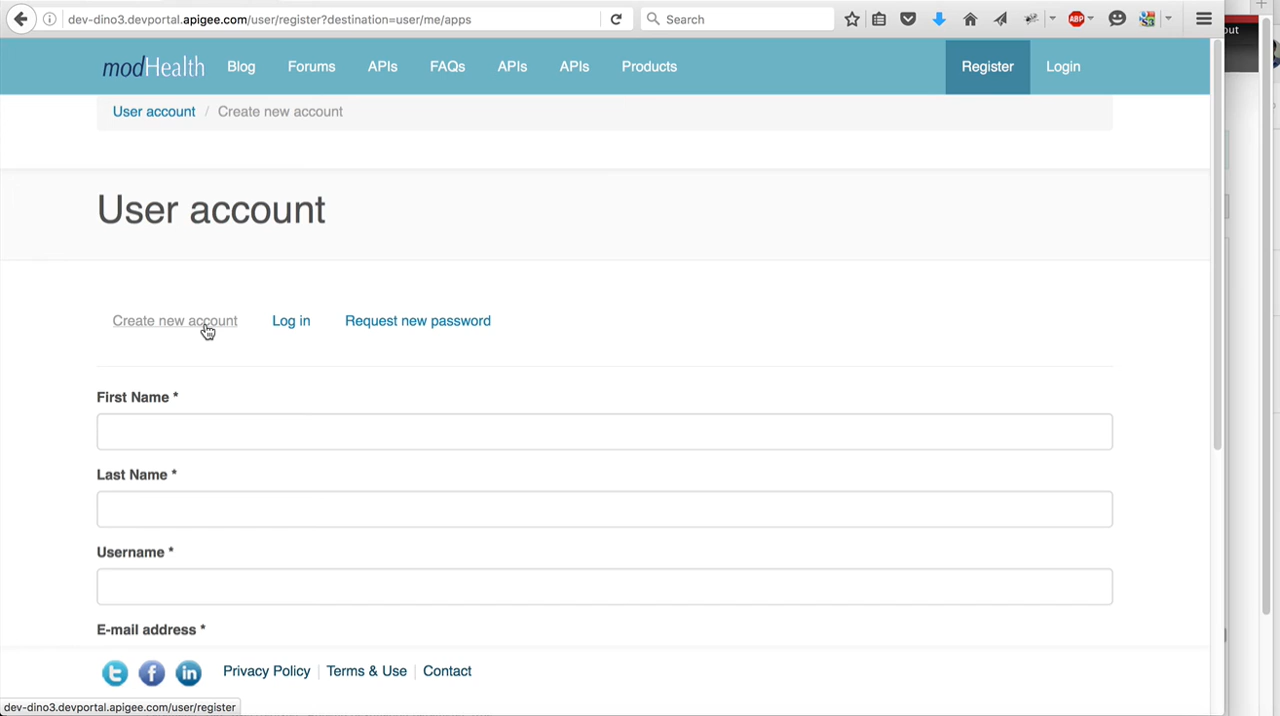 dev-dino3.devportal.apigee.com/user/register?destination=user/me/apps
Search
ABP
out
modHealth Blog Forums APIs FAQs APIs APIs Products Register Login
User account / Create new account
User account
Create new account Log in Request new password
First Name *
Last Name *
Username *
E-mail address *
Privacy Policy | Terms & Use | Contact
dev-dino3.devportal.apigee.com/user/register